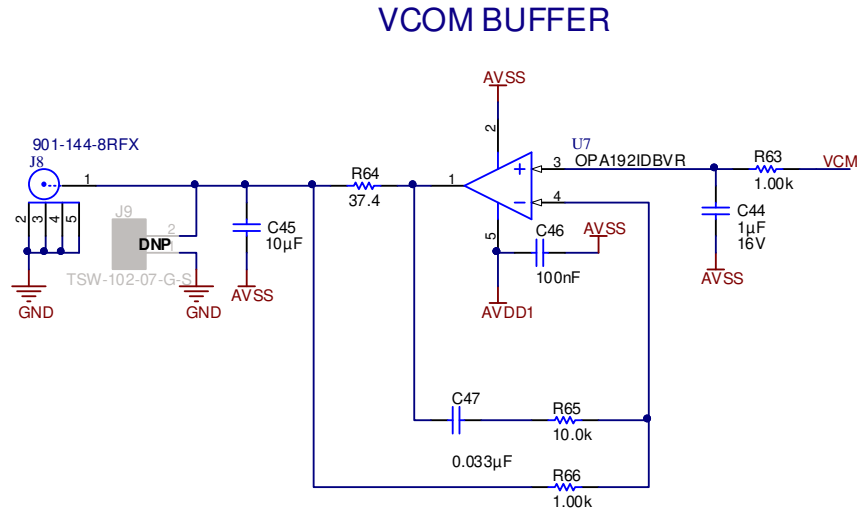 VCOM BUFFER
AVSS
2
901-144-8RFX
J8
1
U7
OPA192IDBVR
R63
VCM
1.00k
R64
37.4
1
+
3
-
4
J9
2
DNP
1
TSW-102-07-G-S
2
3
4
5
GND
GND
C45
10µF
AVSS
5
C46
100nF
AVSS
AVDD1
C44
1µF
16V
AVSS
C47
0.033µF
R65
10.0k
R66
1.00k